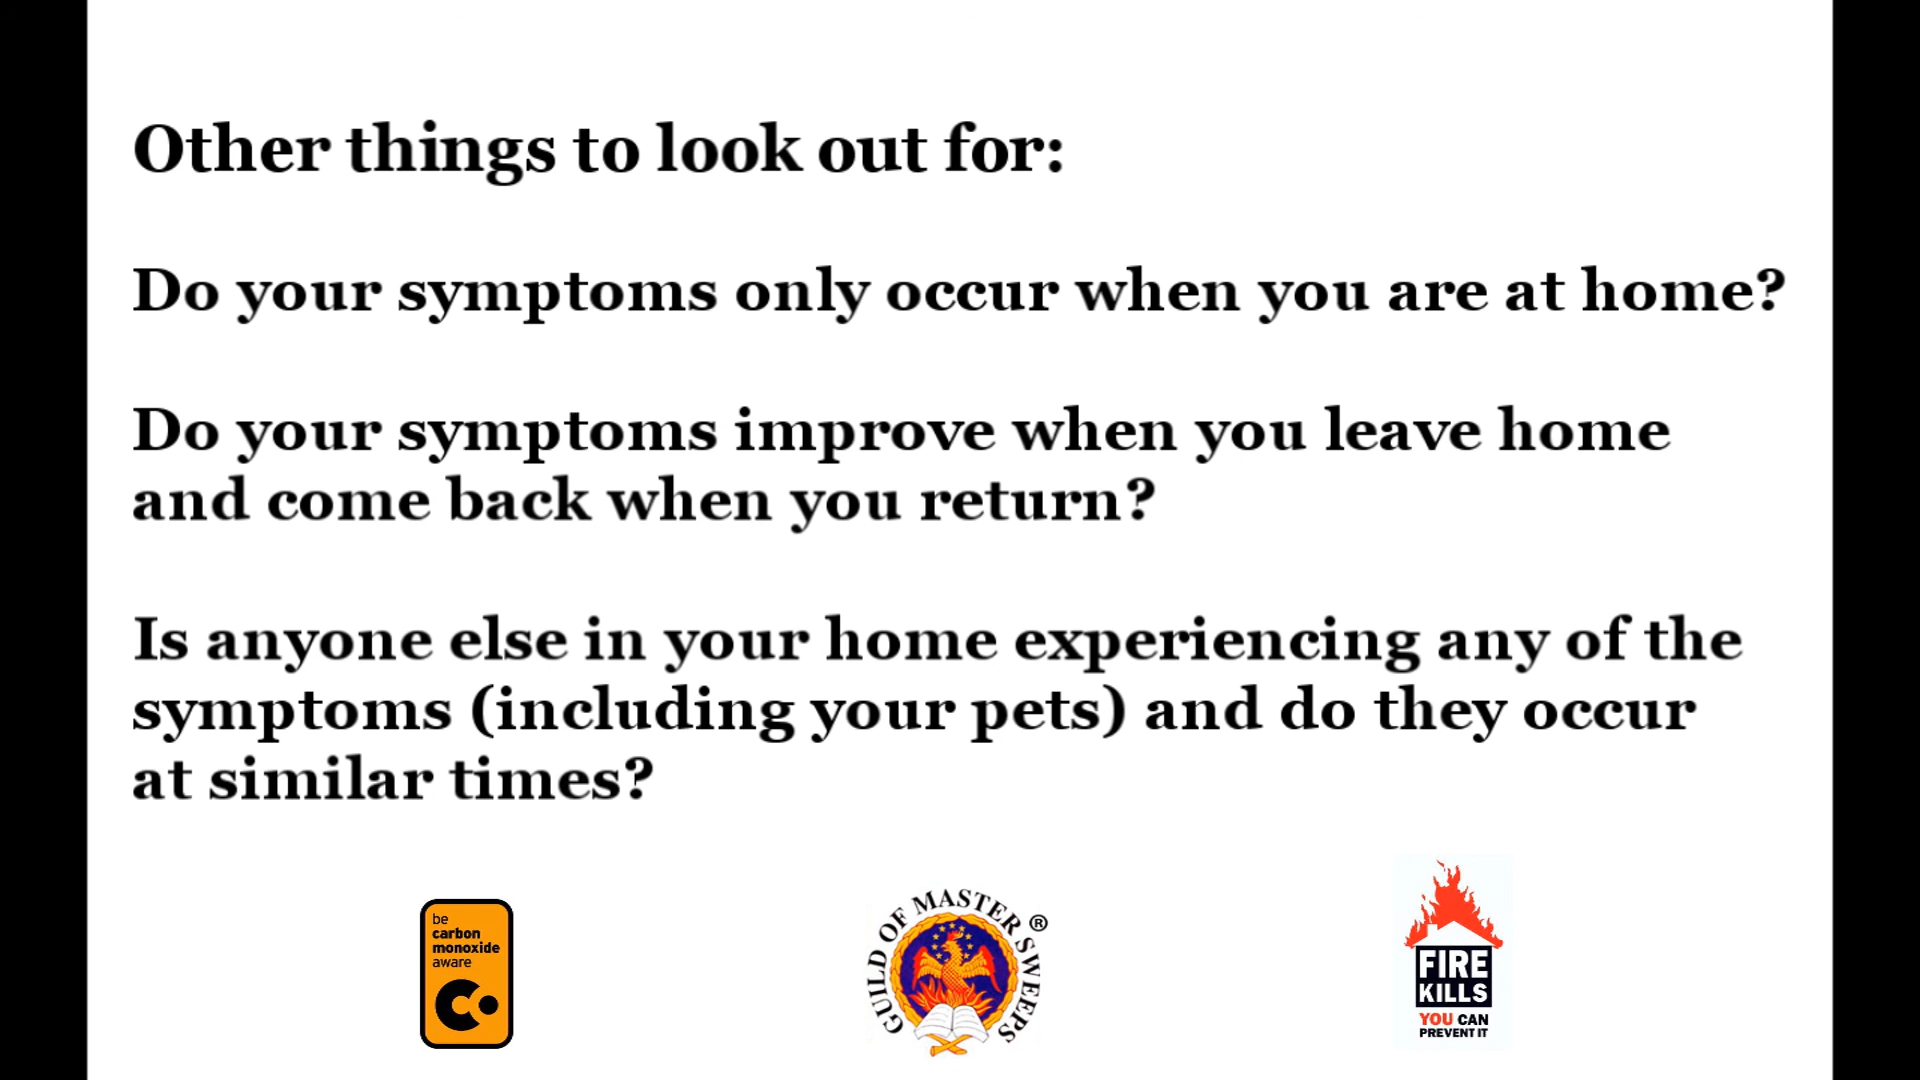 Other things to look out for:
Do your symptoms only occur when you are at home?
Do your symptoms improve when you leave home
and come back when you return?
Is anyone else in your home experiencing any of the
symptoms (including your pets) and do they occur
at similar times?
be
carbon
monoxide
aware
Co
GUILD OF MASTER SWEEPS ®
FIRE
KILLS
YOU CAN
PREVENT IT